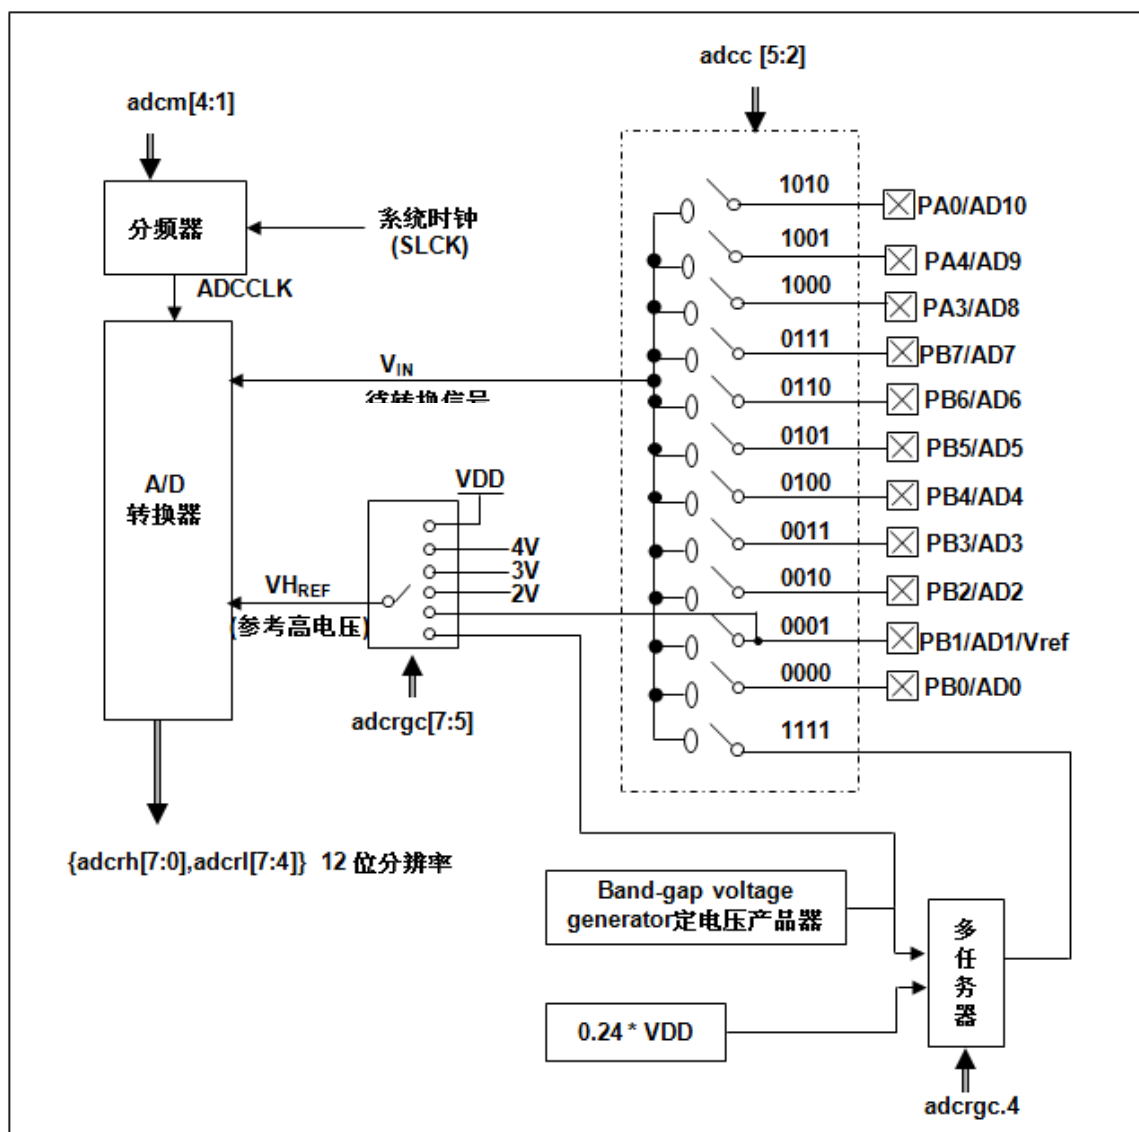 adcc [5:2]
adcm[4:1]
分频器
系统时钟
(SLCK)
ADCCLK
1010
PA0/AD10
1001
PA4/AD9
1000
PA3/AD8
0111
PB7/AD7
VIN
待转换信号
0110
PB6/AD6
0101
PB5/AD5
A/D
转换器
VDD
0100
PB4/AD4
4V
3V
2V
0011
PB3/AD3
VHREF
(参考高电压)
0010
PB2/AD2
0001
PB1/AD1/Vref
0000
PB0/AD0
adcrgc[7:5]
1111
{adcrh[7:0],adcrl[7:4]} 12 位分辨率
Band-gap voltage
generator定电压产品器
多
任
务
器
0.24 * VDD
adcrgc.4